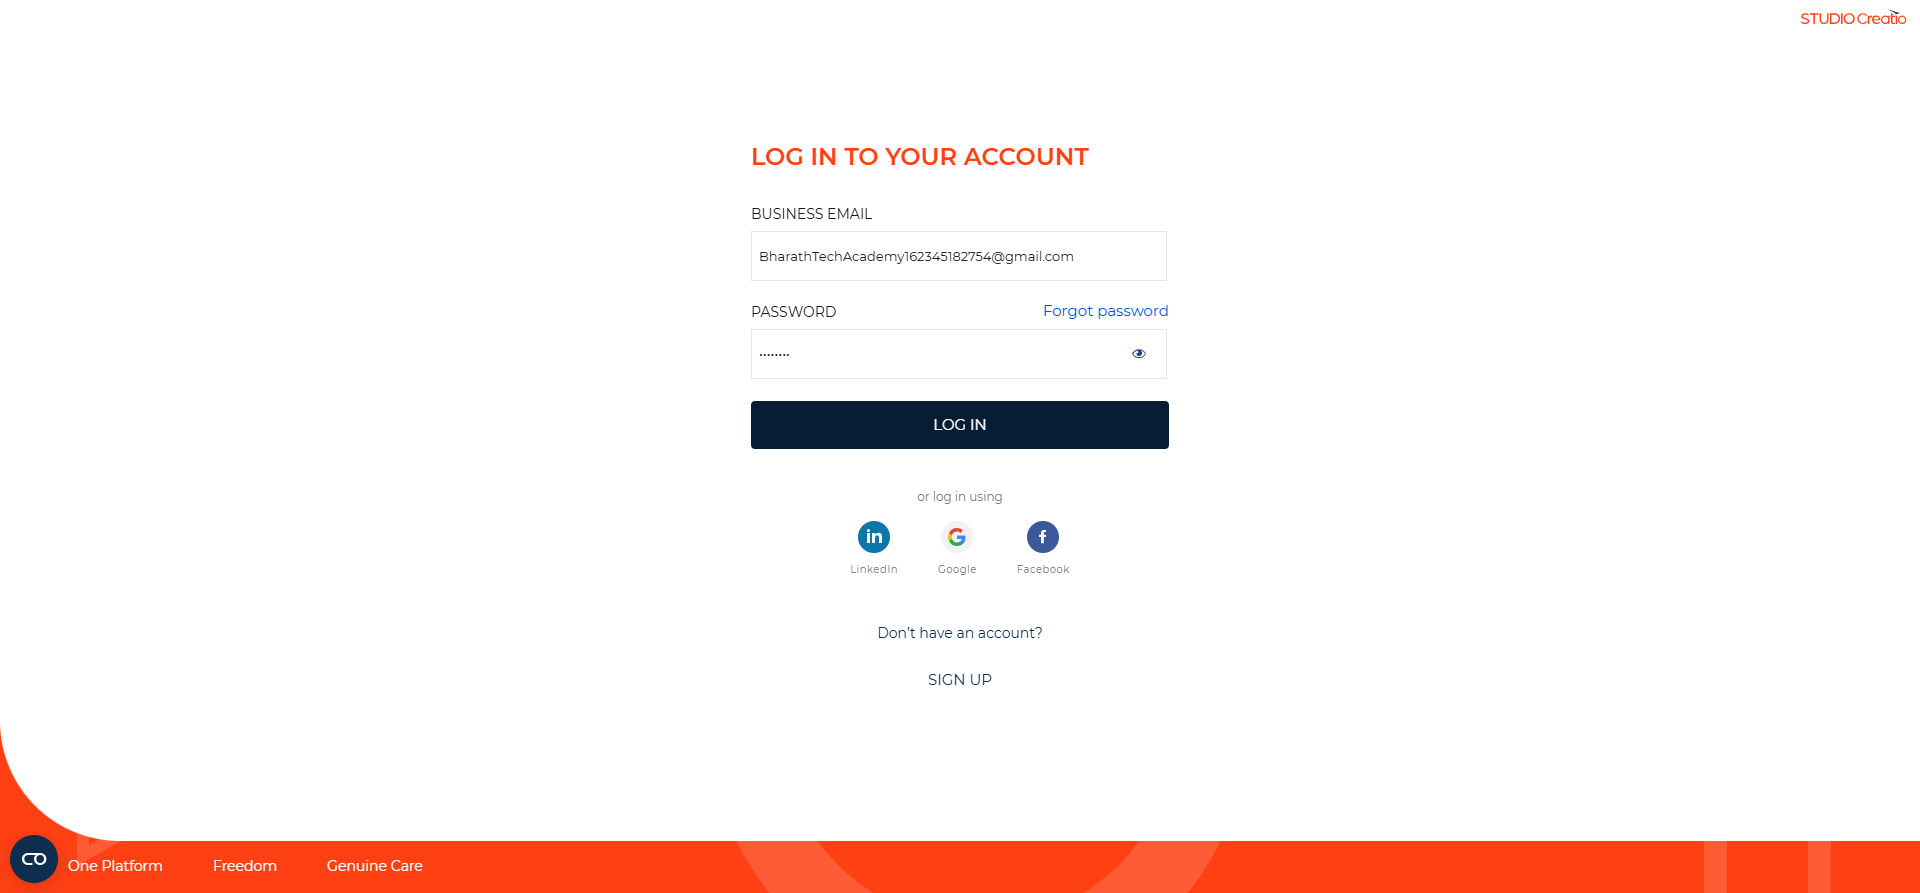 STUDIO Creatio
LOG IN TO YOUR ACCOUNT
BUSINESS EMAIL
BharathTechAcademy162345182754@gmail.com
PASSWORD
Forgot password
••••••••
LOG IN
or log in using
LinkedIn
Google
Facebook
Don’t have an account?
SIGN UP
One Platform
Freedom
Genuine Care